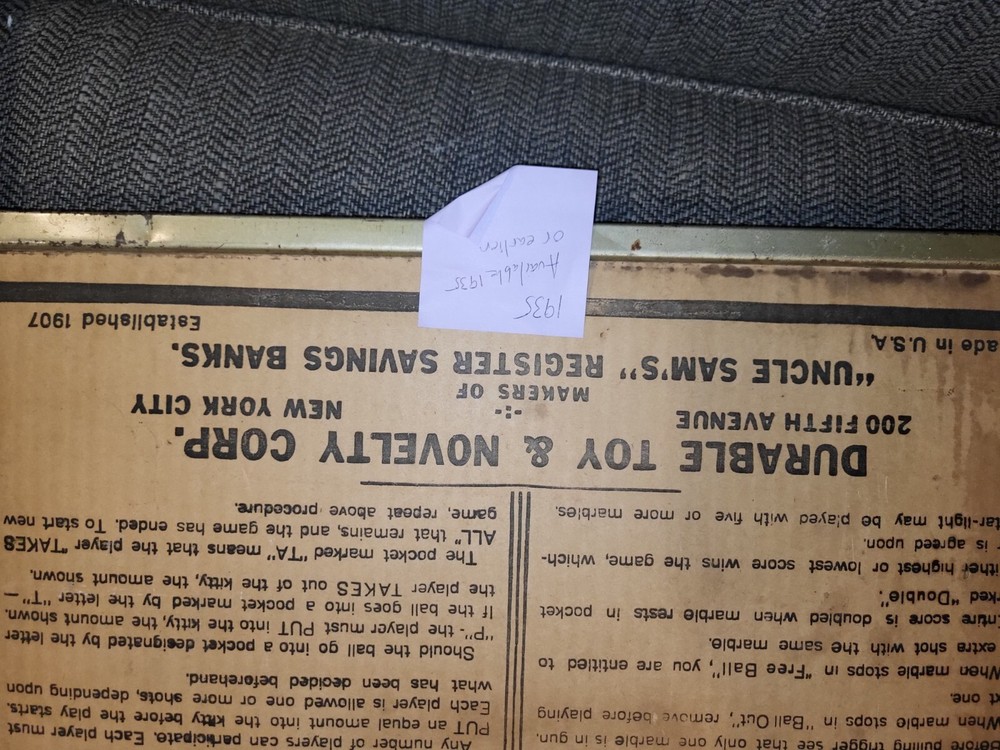 before pulling trigger see that only one marble is in gun.
When marble stops in "Ball Out", remove before playing
one.
When marble stops in "Free Ball", you are entitled to
extra shot with the same marble.
Entire score is doubled when marble rests in pocket
"Double".
highest or lowest score wins the game, which-
is agreed upon.
tar-light may be played with five or more marbles.
Any number of players can participate. Each player must
PUT an equal amount into the kitty before the play starts.
Each player is allowed one or more shots, depending upon
what has been decided beforehand.
Should the ball go into a pocket designated by the letter
"P"- the player must PUT into the kitty, the amount shown.
If the ball goes into a pocket marked by the letter "T"—
the player TAKES out of the kitty, the amount shown.
The pocket marked "TA" means that the player "TAKES
ALL" that remains, and the game has ended. To start new
game, repeat above procedure.
DURABLE TOY & NOVELTY CORP.
200 FIFTH AVENUE -:- NEW YORK CITY
MAKERS OF
"UNCLE SAM'S" REGISTER SAVINGS BANKS.
ade in U.S.A. Established 1907
1935
Available 1935
or earlier